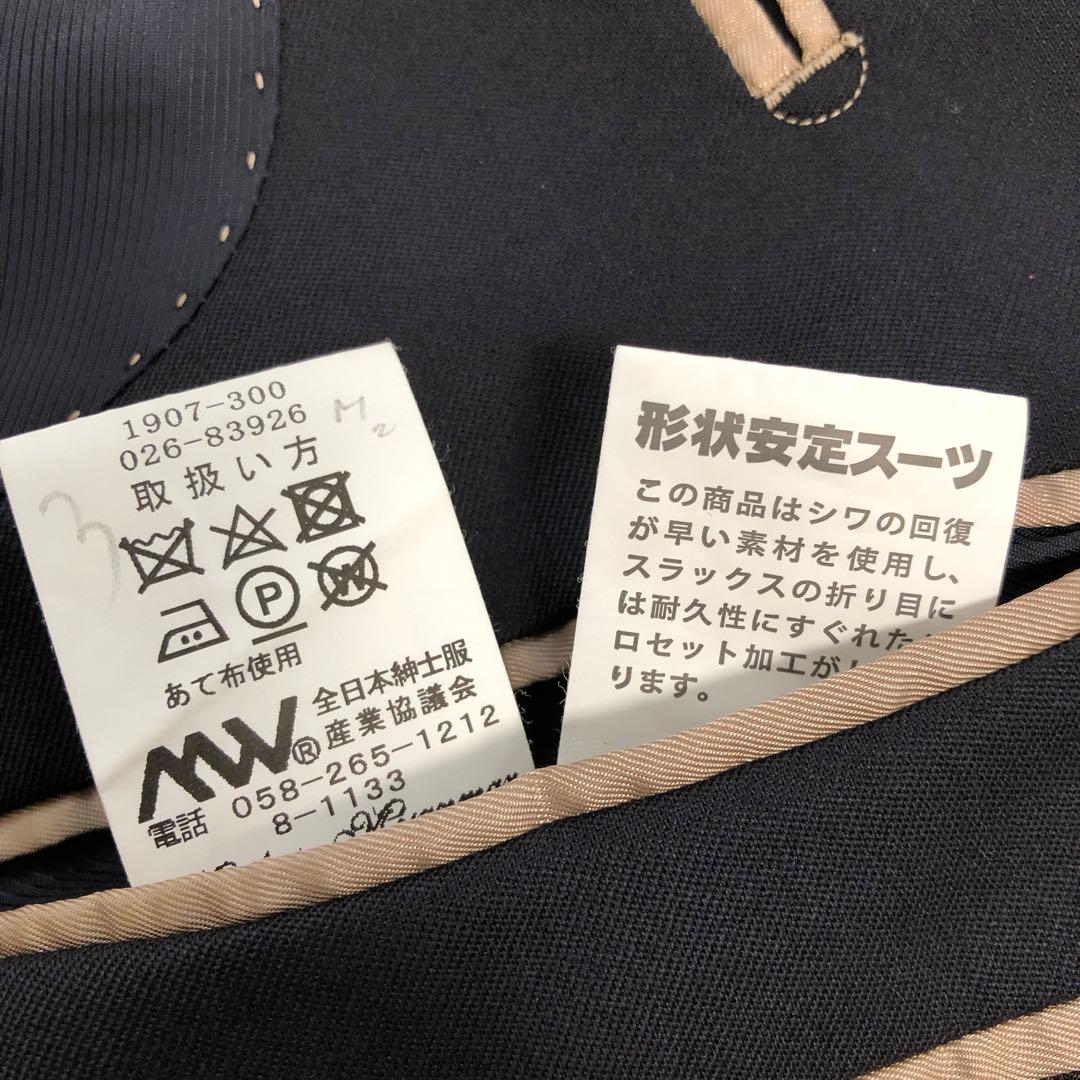 1907-300
026-83926
M2
3
取扱い方
P
W
あて布使用
MW®
全日本紳士服
産業協議会
電話 058-265-1212
8-1133
形状安定スーツ
この商品はシワの回復
が早い素材を使用し、
スラックスの折り目に
は耐久性にすぐれた
ロセット加工が
ります。